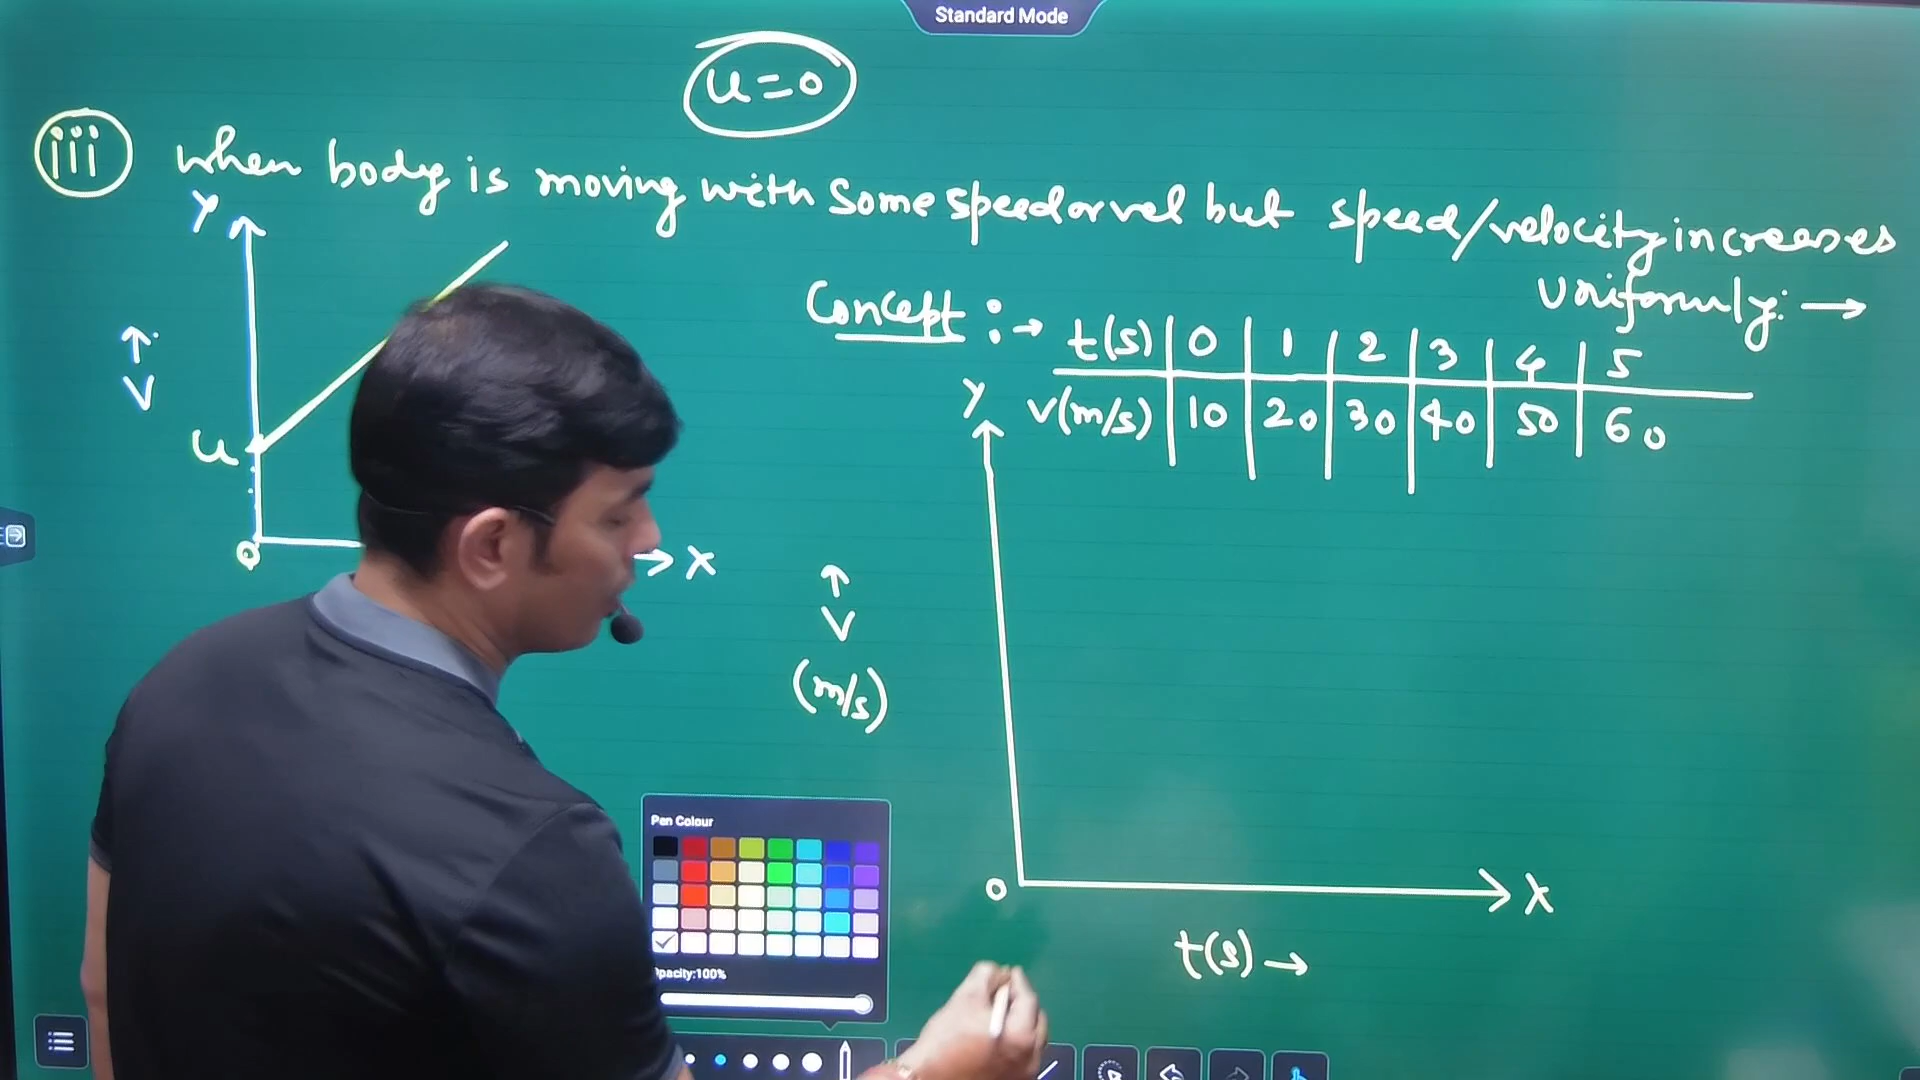 Standard Mode
u=0
iii when body is moving with some speed or vel but speed/velocity increases
uniformly: →
Y
↑
V
u
O
X
Concept :→
t(s) 0 1 2 3 4 5
v(m/s) 10 20 30 40 50 60
Y
↑
V
(m/s)
O
X
t(s) →
Pen Colour
Opacity:100%